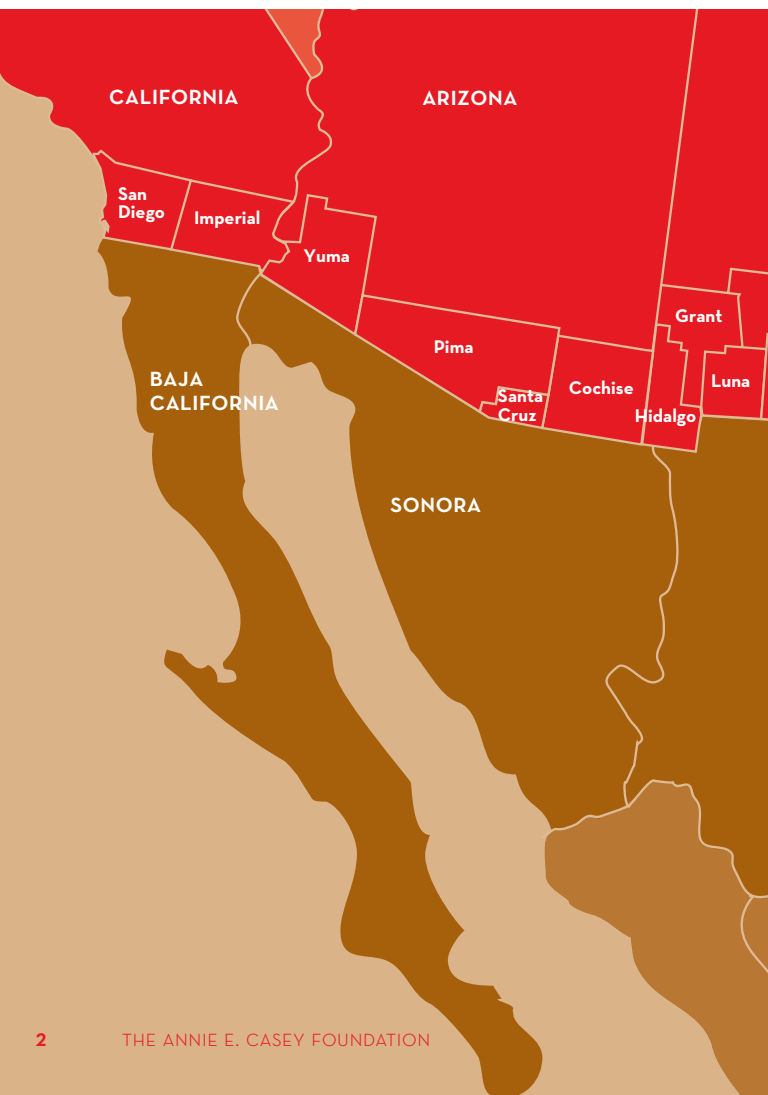 CALIFORNIA
ARIZONA
San
Diego
Imperial
Yuma
Grant
Pima
Luna
Cochise
Santa
Cruz
Hidalgo
BAJA
CALIFORNIA
SONORA
2 THE ANNIE E. CASEY FOUNDATION